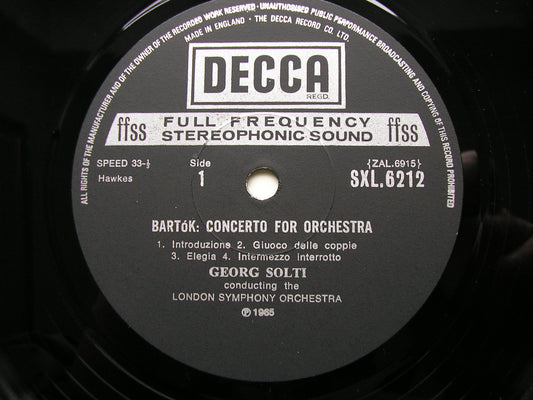 ALL RIGHTS OF THE MANUFACTURER AND OF THE OWNER OF THE RECORDED WORK RESERVED · UNAUTHORISED PUBLIC PERFORMANCE BROADCASTING AND COPYING OF THIS RECORD PROHIBITED
MADE IN ENGLAND · THE DECCA RECORD CO. LTD.
DECCA
REGD.
ffss FULL FREQUENCY STEREOPHONIC SOUND ffss
SPEED 33-⅓ Side {ZAL.6915}
Hawkes 1 SXL.6212
BARTóK: CONCERTO FOR ORCHESTRA
1. Introduzione 2. Giuoco delle coppie
3. Elegia 4. Intermezzo interrotto
GEORG SOLTI
conducting the
LONDON SYMPHONY ORCHESTRA
℗ 1965